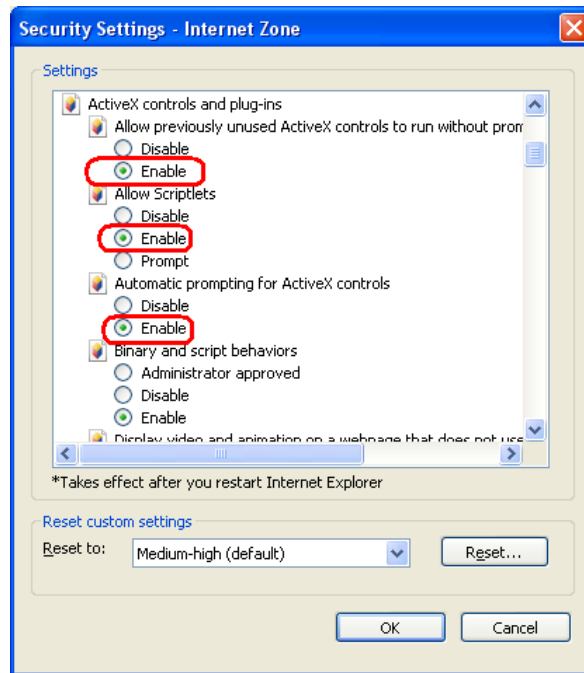 Security Settings - Internet Zone
Settings
ActiveX controls and plug-ins
Allow previously unused ActiveX controls to run without prom
Disable
Enable
Allow Scriptlets
Disable
Enable
Prompt
Automatic prompting for ActiveX controls
Disable
Enable
Binary and script behaviors
Administrator approved
Disable
Enable
Display video and animation on a webpage that does not use
*Takes effect after you restart Internet Explorer
Reset custom settings
Reset to: Medium-high (default) Reset...
OK Cancel